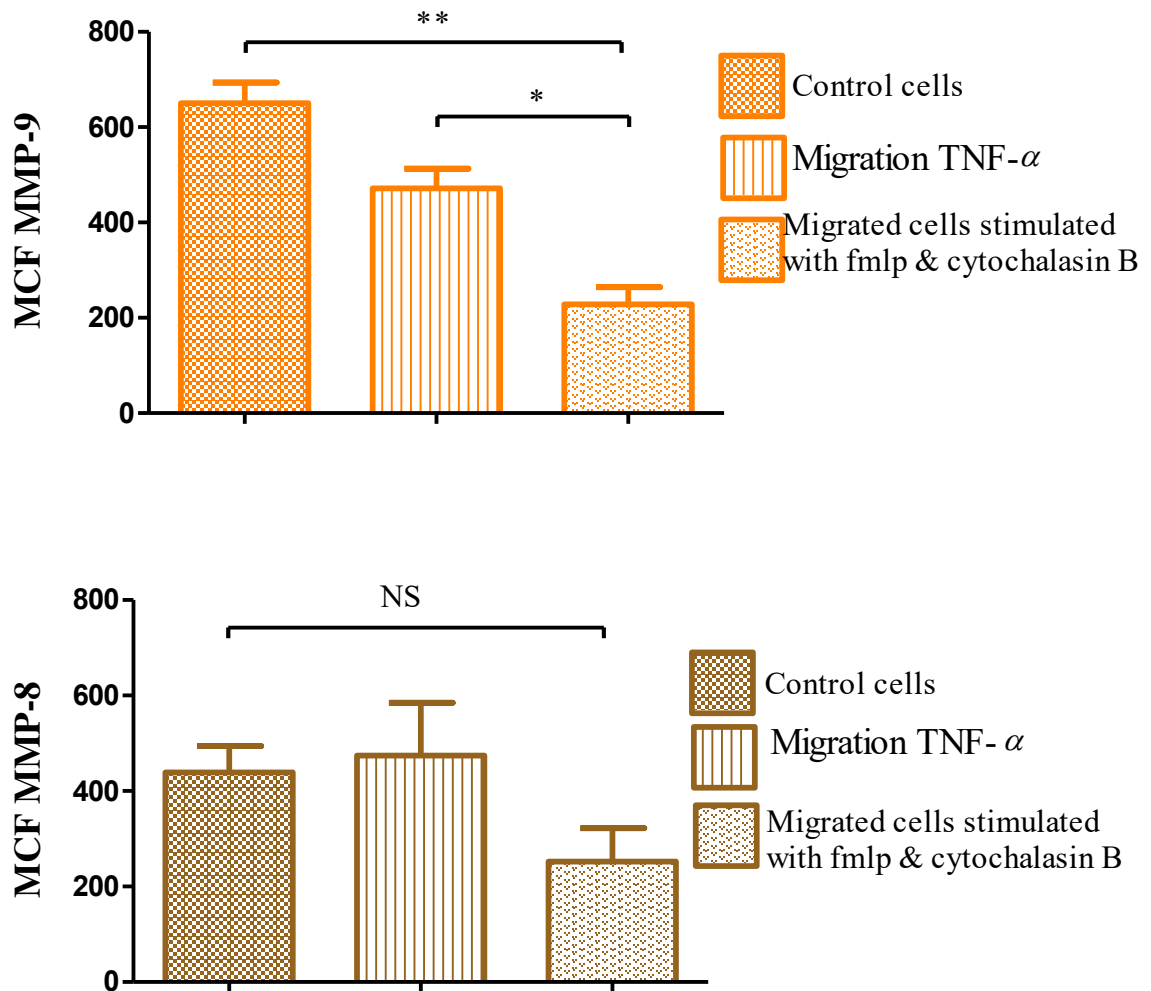 **
800
*
600
400
200
0
MCF MMP-9
Control cells
Migration TNF-α
Migrated cells stimulated
with fmlp & cytochalasin B
NS
800
600
400
200
0
MCF MMP-8
Control cells
Migration TNF- α
Migrated cells stimulated
with fmlp & cytochalasin B